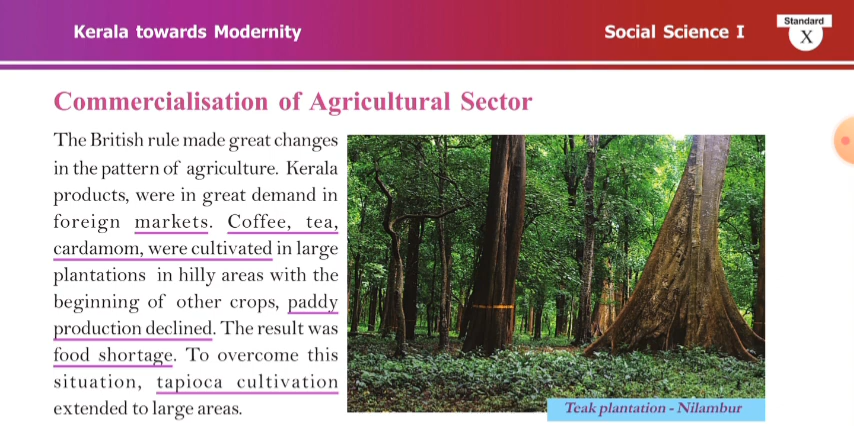 Kerala towards Modernity
Social Science I
Standard
X
Commercialisation of Agricultural Sector
The British rule made great changes
in the pattern of agriculture. Kerala
products, were in great demand in
foreign markets. Coffee, tea,
cardamom, were cultivated in large
plantations in hilly areas with the
beginning of other crops, paddy
production declined. The result was
food shortage. To overcome this
situation, tapioca cultivation
extended to large areas.
Teak plantation - Nilambur